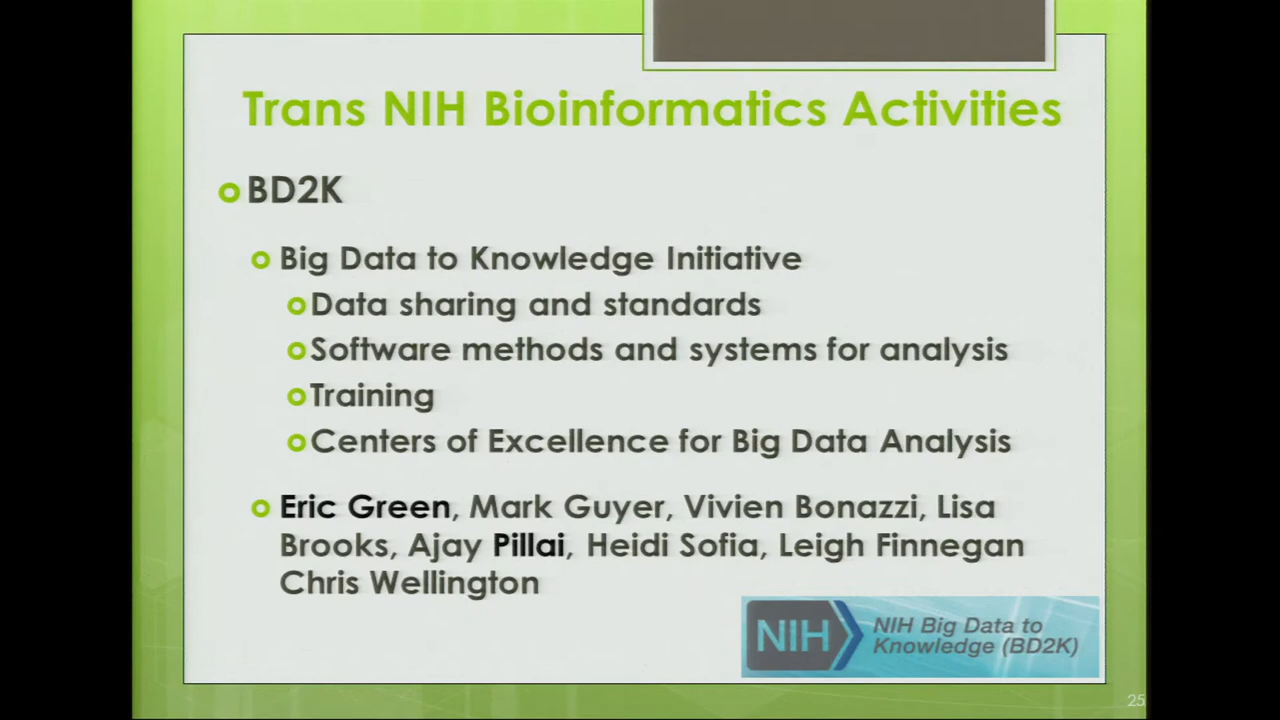 Trans NIH Bioinformatics Activities
BD2K
Big Data to Knowledge Initiative
Data sharing and standards
Software methods and systems for analysis
Training
Centers of Excellence for Big Data Analysis
Eric Green, Mark Guyer, Vivien Bonazzi, Lisa
Brooks, Ajay Pillai, Heidi Sofia, Leigh Finnegan
Chris Wellington
NIH
NIH Big Data to
Knowledge (BD2K)
25